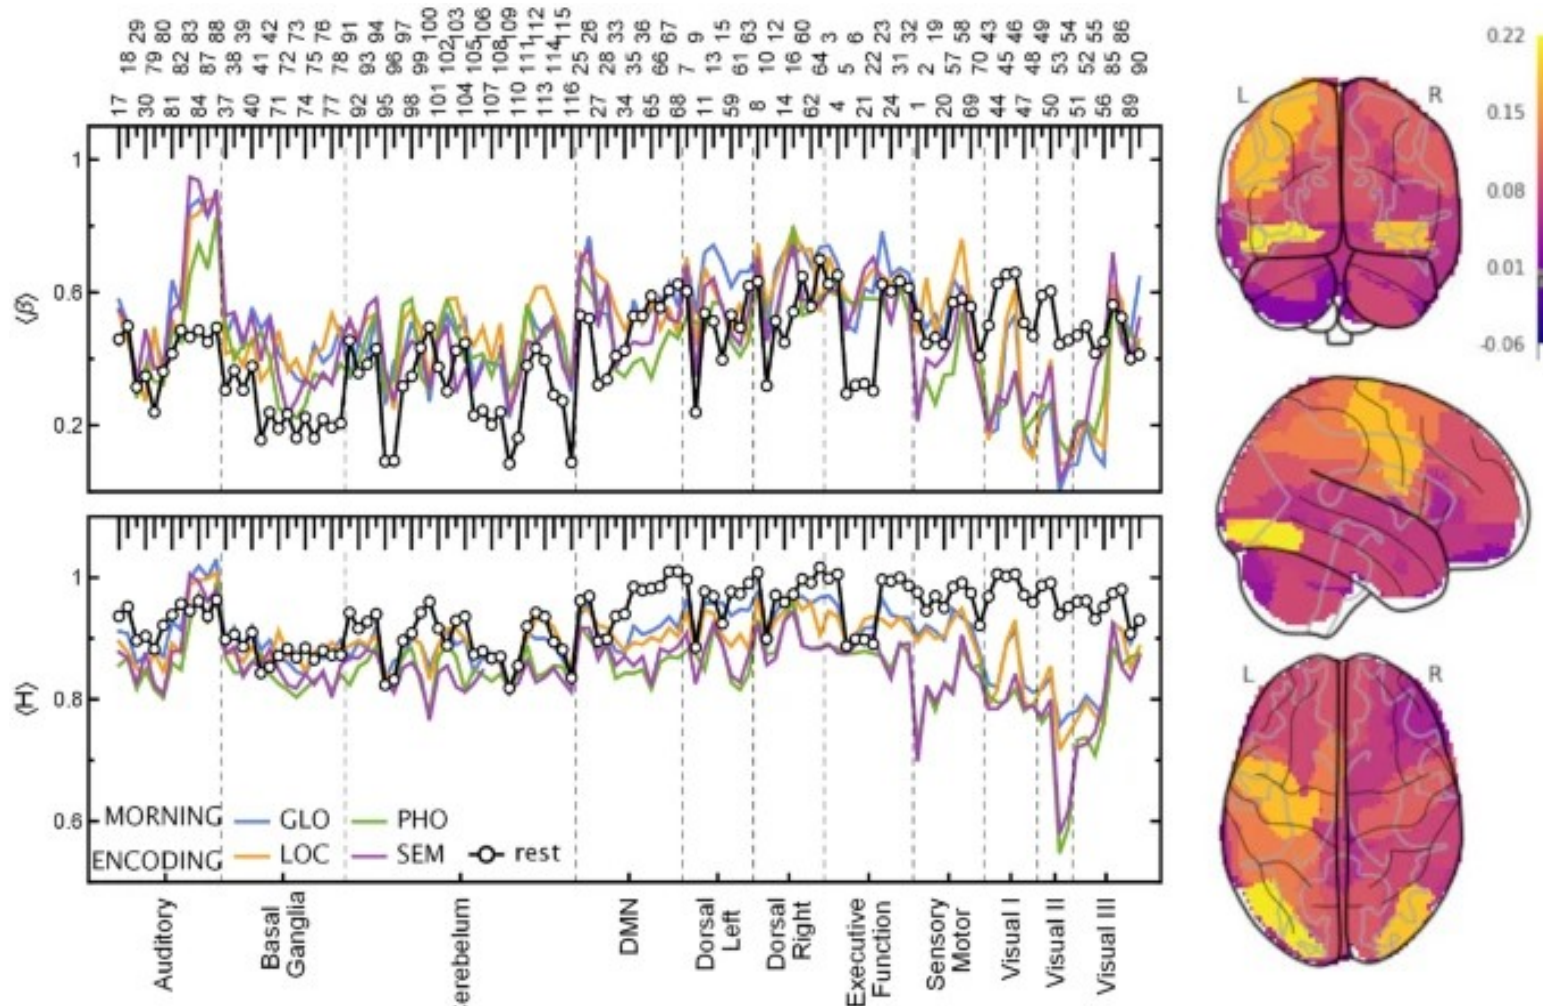 29 80 83 88 39 42 73 76 91 94 97 100 103 106 109 112 115 26 33 36 67 9 15 63 12 60 3 6 23 32 19 58 43 46 49 54 55 86
18 79 82 87 38 41 72 75 78 93 96 99 102 105 108 111 114 25 28 35 66 7 13 61 10 16 64 5 22 31 2 57 70 45 48 53 52 85 90
17 30 81 84 37 40 71 74 77 92 95 98 101 104 107 110 113 116 27 34 65 68 11 59 8 14 62 4 21 24 1 20 69 44 47 50 51 56 89
1
0.6
0.2
⟨β⟩
1
0.8
0.6
⟨H⟩
MORNING
ENCODING
GLO
PHO
LOC
SEM
rest
Auditory
Basal
Ganglia
erebelum
DMN
Dorsal
Left
Dorsal
Right
Executive
Function
Sensory
Motor
Visual I
Visual II
Visual III
L
R
0.22
0.15
0.08
0.01
-0.06
L
R